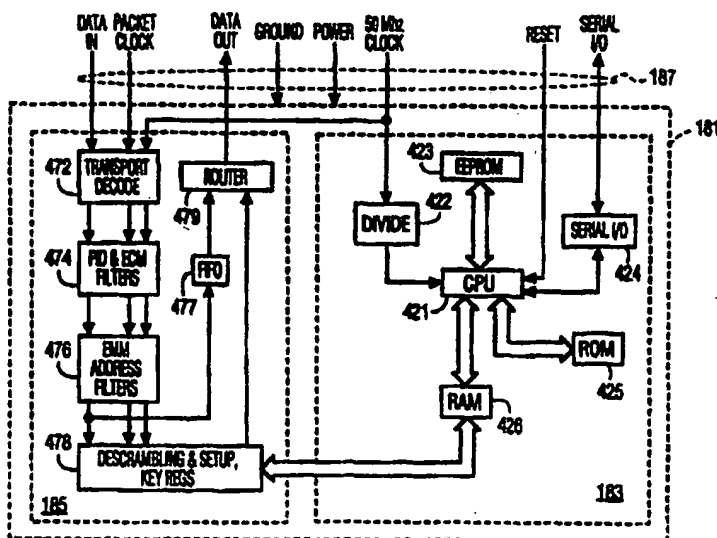 DATA IN
PACKET CLOCK
DATA OUT
GROUND
POWER
50 Mhz CLOCK
RESET
SERIAL I/O
187
181
472
TRANSPORT DECODE
ROUTER
479
423
EEPROM
DIVIDE
422
SERIAL I/O
424
474
PID & ECM FILTERS
FIFO
477
CPU
421
ROM
425
476
EMM ADDRESS FILTERS
RAM
426
478
DESCRAMBLING & SETUP, KEY REGS
185
183